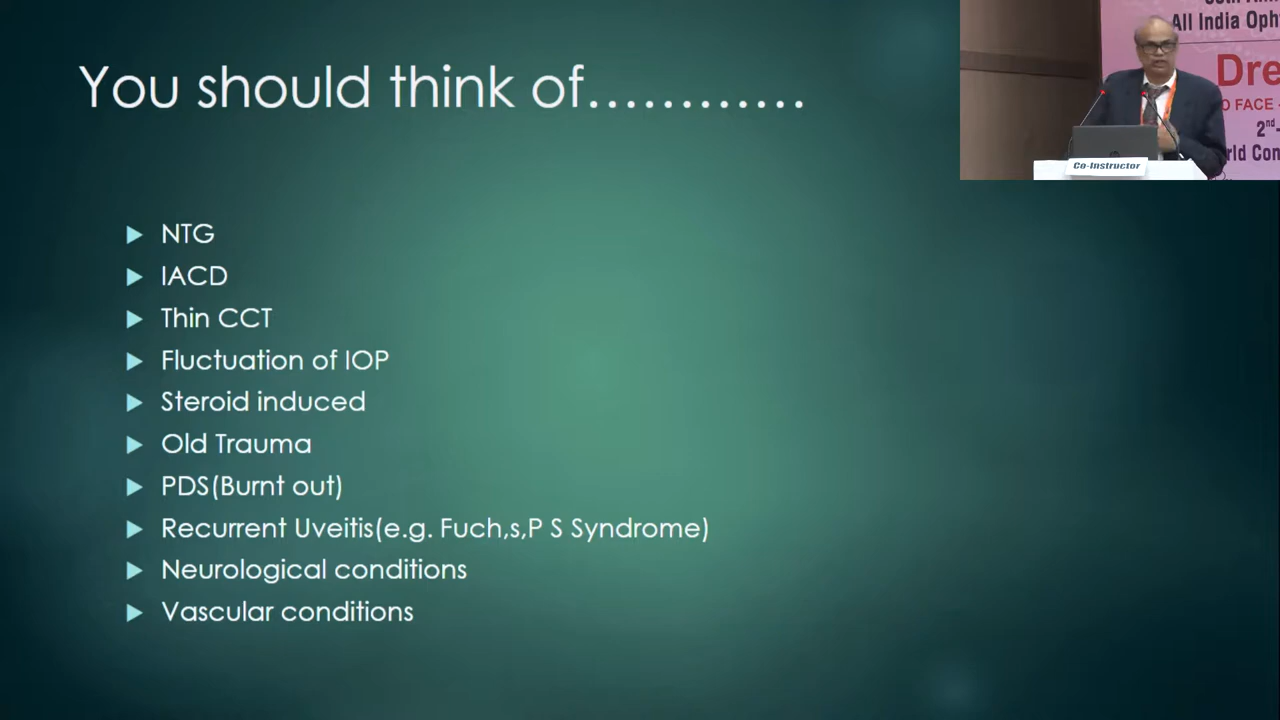 You should think of............
NTG
IACD
Thin CCT
Fluctuation of IOP
Steroid induced
Old Trauma
PDS(Burnt out)
Recurrent Uveitis(e.g. Fuch,s,P S Syndrome)
Neurological conditions
Vascular conditions
All India Oph
Dre
O FACE
2nd
rld Con
Co-Instructor